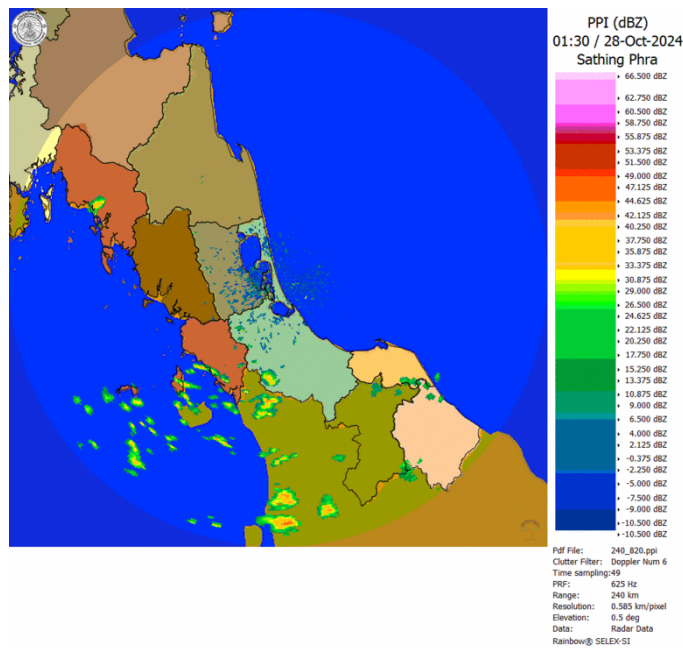 PPI (dBZ)
01:30 / 28-Oct-2024
Sathing Phra
66.500 dBZ
62.750 dBZ
60.500 dBZ
58.750 dBZ
55.875 dBZ
53.375 dBZ
51.500 dBZ
49.000 dBZ
47.125 dBZ
44.625 dBZ
42.125 dBZ
40.250 dBZ
37.750 dBZ
35.875 dBZ
33.375 dBZ
30.875 dBZ
29.000 dBZ
26.500 dBZ
24.625 dBZ
22.125 dBZ
20.250 dBZ
17.750 dBZ
15.250 dBZ
13.375 dBZ
10.875 dBZ
9.000 dBZ
6.500 dBZ
4.000 dBZ
2.125 dBZ
-0.375 dBZ
-2.250 dBZ
-5.000 dBZ
-7.500 dBZ
-9.000 dBZ
-10.500 dBZ
-10.500 dBZ
Pdf File: 240_820.ppi
Clutter Filter: Doppler Num 6
Time sampling:49
PRF: 625 Hz
Range: 240 km
Resolution: 0.585 km/pixel
Elevation: 0.5 deg
Data: Radar Data
Rainbow® SELEX-SI